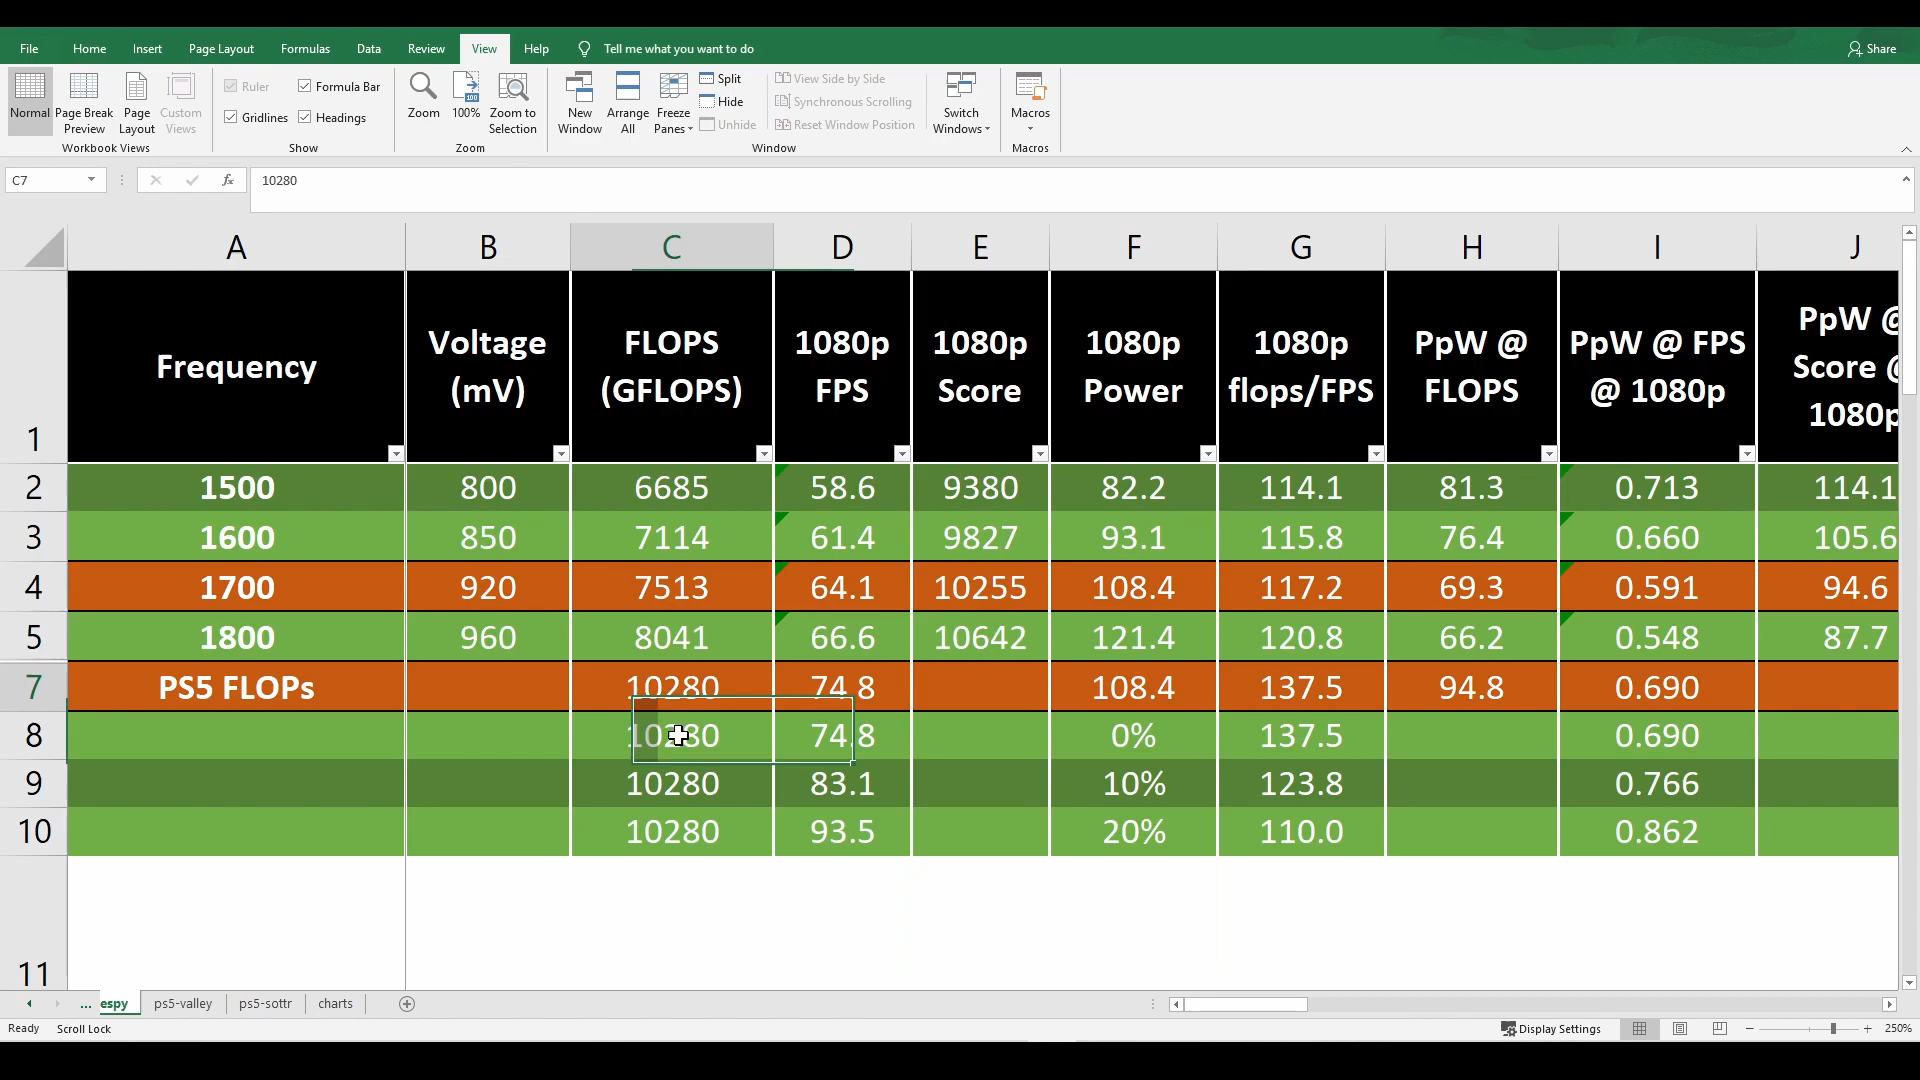 File Home Insert Page Layout Formulas Data Review View Help Tell me what you want to do Share
Normal
Page Break
Preview
Page
Layout
Custom
Views
Workbook Views
Ruler
Formula Bar
Gridlines
Headings
Show
Zoom
100%
Zoom to
Selection
Zoom
New
Window
Arrange
All
Freeze
Panes
Split
Hide
Unhide
View Side by Side
Synchronous Scrolling
Reset Window Position
Window
Switch
Windows
Macros
Macros
C7 fx 10280
A B C D E F G H I J
1
Frequency
Voltage
(mV)
FLOPS
(GFLOPS)
1080p
FPS
1080p
Score
1080p
Power
1080p
flops/FPS
PpW @
FLOPS
PpW @ FPS
@ 1080p
PpW @
Score @
1080p
2 1500 800 6685 58.6 9380 82.2 114.1 81.3 0.713 114.1
3 1600 850 7114 61.4 9827 93.1 115.8 76.4 0.660 105.6
4 1700 920 7513 64.1 10255 108.4 117.2 69.3 0.591 94.6
5 1800 960 8041 66.6 10642 121.4 120.8 66.2 0.548 87.7
7 PS5 FLOPs 10280 74.8 108.4 137.5 94.8 0.690
8 10280 74.8 0% 137.5 0.690
9 10280 83.1 10% 123.8 0.766
10 10280 93.5 20% 110.0 0.862
11
... espy ps5-valley ps5-sottr charts
Ready Scroll Lock Display Settings 250%